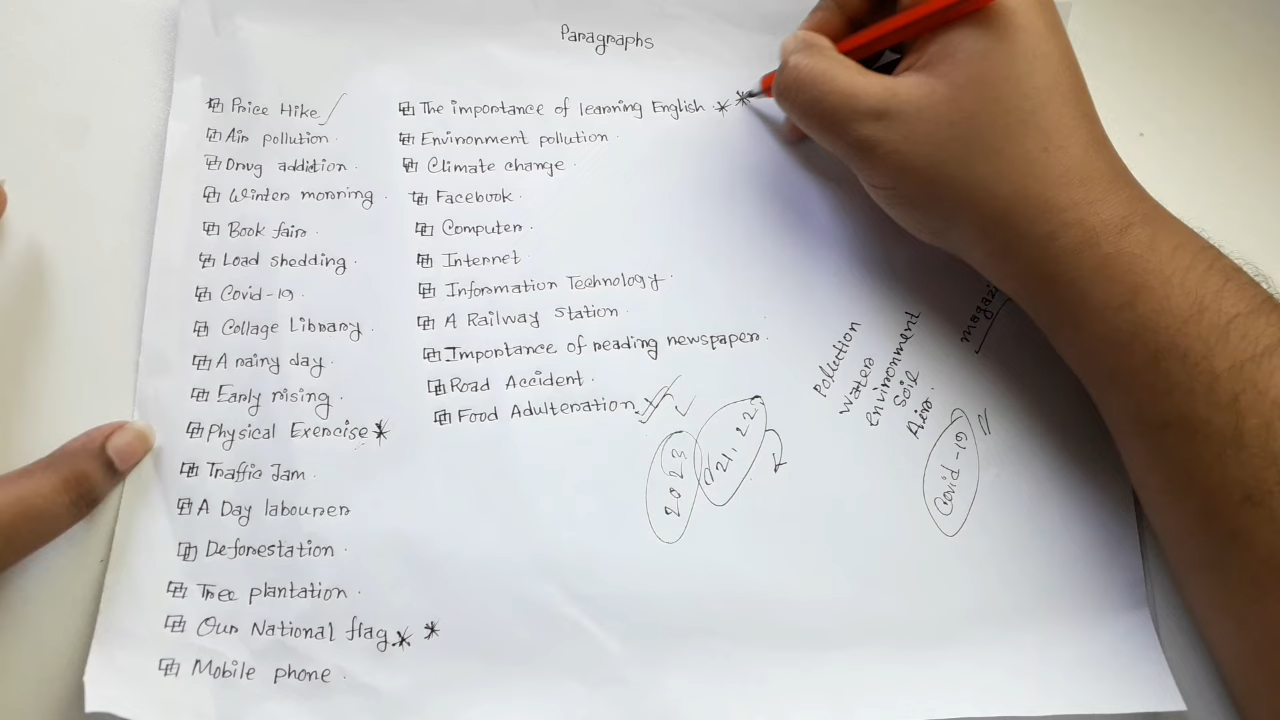 Paragraphs
Price Hike
Air pollution.
Drug addiction.
Winter morning.
Book fair.
Load shedding.
Covid-19.
Collage Library.
A rainy day.
Early rising.
Physical Exercise *
Traffic Jam.
A Day labourer
Deforestation.
Tree plantation.
Our National flag * *
Mobile phone.
The importance of learning English. * *
Environment pollution.
Climate change.
Facebook.
Computer.
Internet.
Information Technology.
A Railway station.
Importance of reading newspaper.
Road Accident.
Food Adulteration
2023
21, 22,
Pollution
Water
environment
Soil
Air.
Covid-19